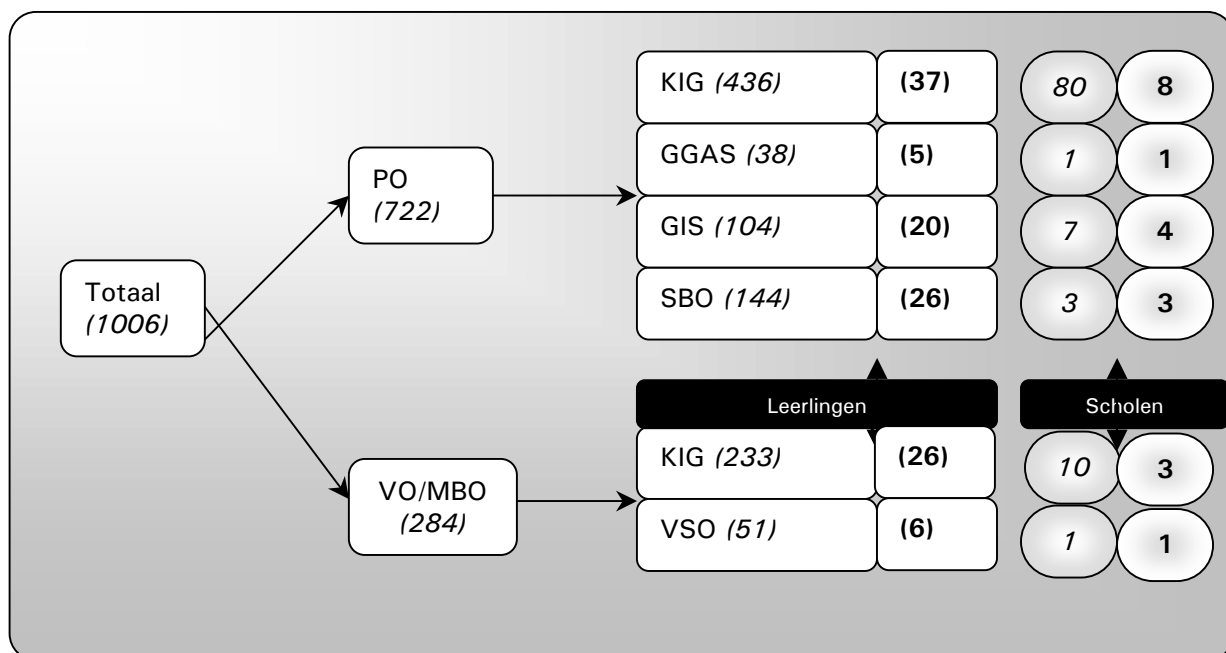 KIG (436) (37) 80 8
GGAS (38) (5) 1 1
PO
(722)
GIS (104) (20) 7 4
Totaal
(1006)
SBO (144) (26) 3 3
Leerlingen Scholen
KIG (233) (26) 10 3
VO/MBO
(284)
VSO (51) (6) 1 1